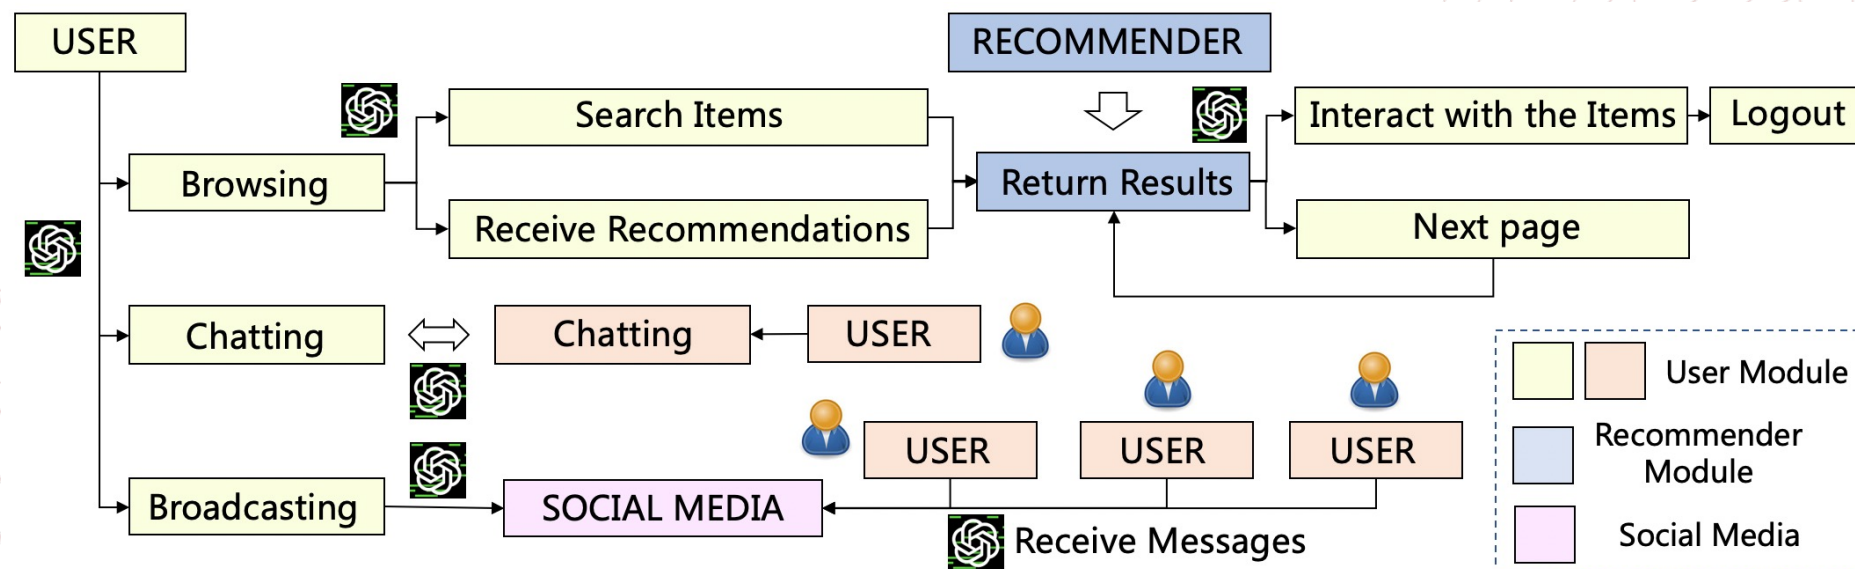 USER
RECOMMENDER
Search Items
Interact with the Items
Logout
Browsing
Return Results
Receive Recommendations
Next page
Chatting
Chatting
USER
User Module
USER
USER
USER
Recommender
Module
Broadcasting
SOCIAL MEDIA
Receive Messages
Social Media